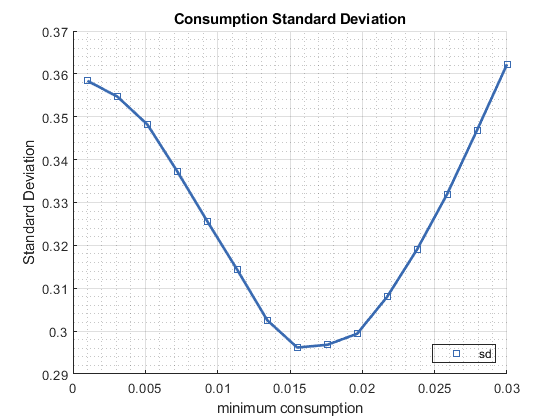 Consumption Standard Deviation
0.37
0.36
0.35
0.34
0.33
0.32
0.31
0.3
0.29
Standard Deviation
sd
0 0.005 0.01 0.015 0.02 0.025 0.03
minimum consumption